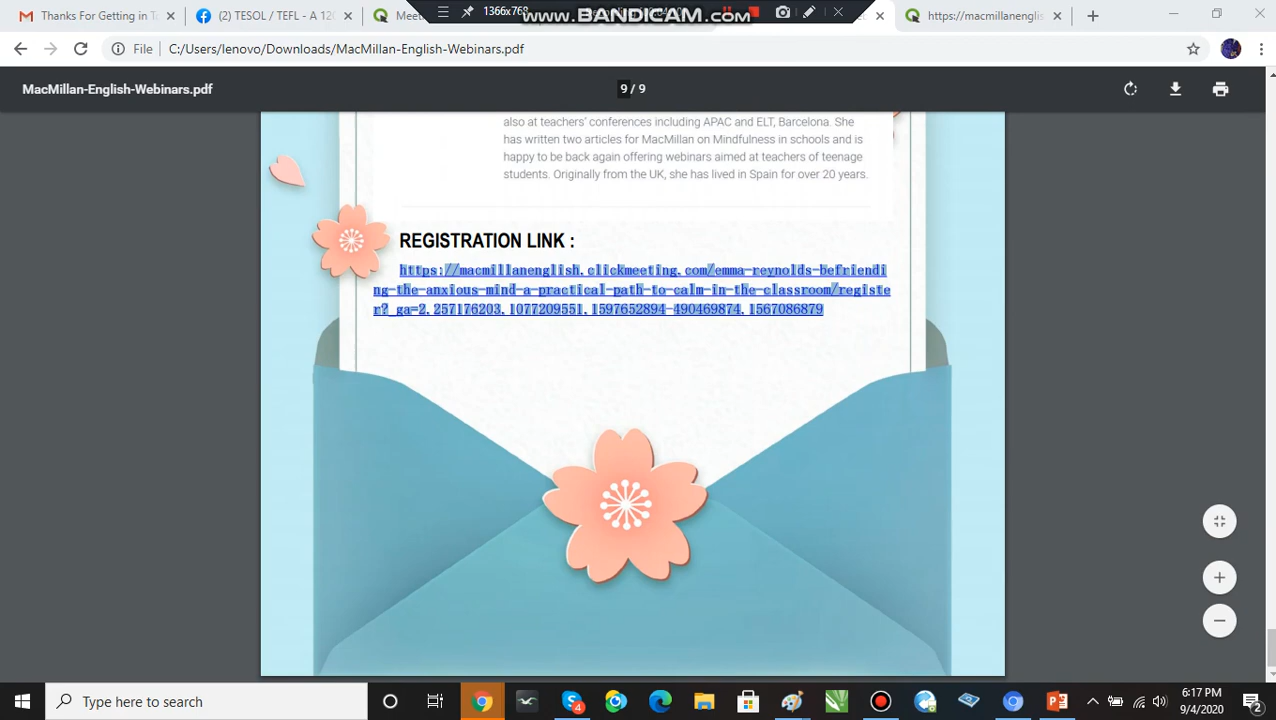 Thanks For Getting in T
(2) TESOL / TEFL - A 120
Meet
1366x768
www.BANDICAM.com
https://macmillanenglis
File
C:/Users/lenovo/Downloads/MacMillan-English-Webinars.pdf
MacMillan-English-Webinars.pdf
9 / 9
also at teachers' conferences including APAC and ELT, Barcelona. She
has written two articles for MacMillan on Mindfulness in schools and is
happy to be back again offering webinars aimed at teachers of teenage
students. Originally from the UK, she has lived in Spain for over 20 years.
REGISTRATION LINK :
https://macmillanenglish.clickmeeting.com/emma-reynolds-befriendi
ng-the-anxious-mind-a-practical-path-to-calm-in-the-classroom/registe
r?_ga=2.257176203.1077209551.1597652894-490469874.1567086879
Type here to search
4
6:17 PM
9/4/2020
2